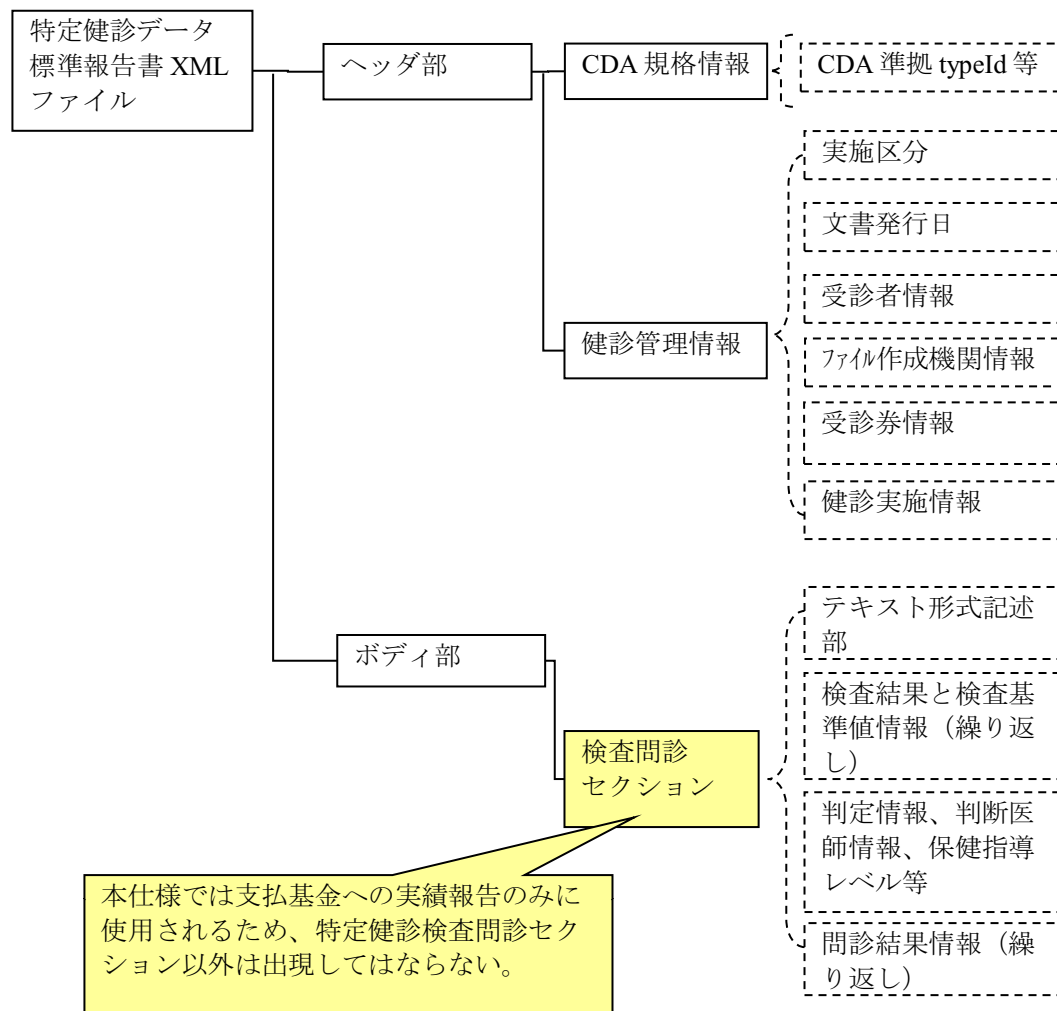 特定健診データ
標準報告書 XML
ファイル
ヘッダ部
CDA 規格情報
CDA 準拠 typeId 等
実施区分
文書発行日
受診者情報
健診管理情報
ﾌｧｲﾙ作成機関情報
受診券情報
健診実施情報
ボディ部
テキスト形式記述
部
検査結果と検査基
準値情報（繰り返
し）
検査問診
セクション
判定情報、判断医
師情報、保健指導
レベル等
問診結果情報（繰
り返し）
本仕様では支払基金への実績報告のみに
使用されるため、特定健診検査問診セク
ション以外は出現してはならない。